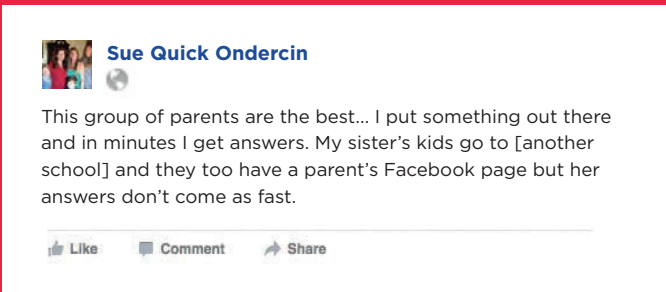 Sue Quick Ondercin
This group of parents are the best... I put something out there
and in minutes I get answers. My sister’s kids go to [another
school] and they too have a parent’s Facebook page but her
answers don’t come as fast.
Like Comment Share